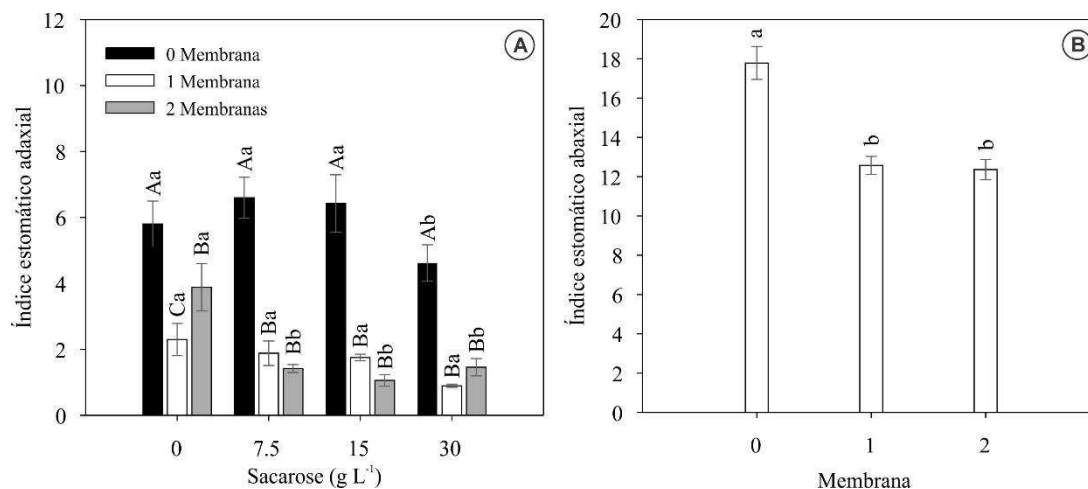 12
10
8
6
4
2
0
Índice estomático adaxial
0 Membrana
1 Membrana
2 Membranas
A
Aa
Ca
Ba
Aa
Ba
Bb
Aa
Ba
Bb
Ab
Ba
Bb
0 7.5 15 30
Sacarose (g L⁻¹)
20
18
16
14
12
10
8
6
4
2
0
Índice estomático abaxial
B
a
b
b
0 1 2
Membrana